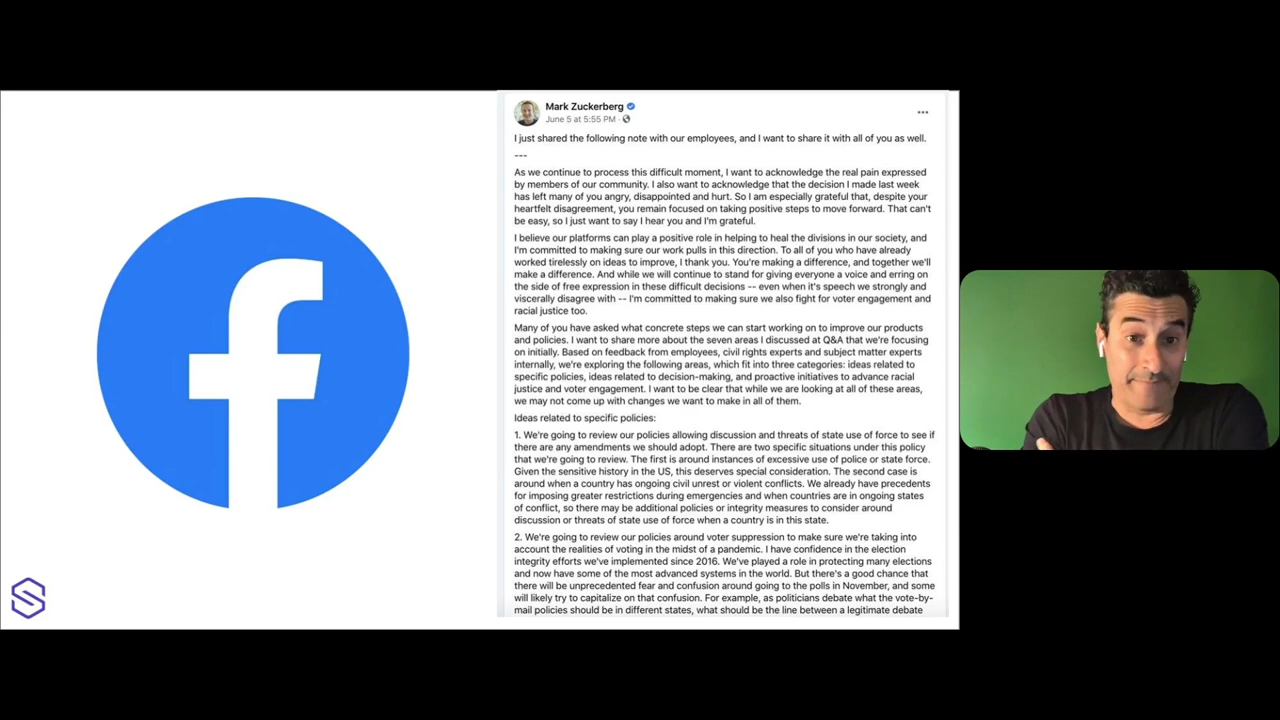 Mark Zuckerberg
June 5 at 5:55 PM ·
I just shared the following note with our employees, and I want to share it with all of you as well.
---
As we continue to process this difficult moment, I want to acknowledge the real pain expressed
by members of our community. I also want to acknowledge that the decision I made last week
has left many of you angry, disappointed and hurt. So I am especially grateful that, despite your
heartfelt disagreement, you remain focused on taking positive steps to move forward. That can't
be easy, so I just want to say I hear you and I'm grateful.
I believe our platforms can play a positive role in helping to heal the divisions in our society, and
I'm committed to making sure our work pulls in this direction. To all of you who have already
worked tirelessly on ideas to improve, I thank you. You're making a difference, and together we'll
make a difference. And while we will continue to stand for giving everyone a voice and erring on
the side of free expression in these difficult decisions -- even when it's speech we strongly and
viscerally disagree with -- I'm committed to making sure we also fight for voter engagement and
racial justice too.
Many of you have asked what concrete steps we can start working on to improve our products
and policies. I want to share more about the seven areas I discussed at Q&A that we're focusing
on initially. Based on feedback from employees, civil rights experts and subject matter experts
internally, we're exploring the following areas, which fit into three categories: ideas related to
specific policies, ideas related to decision-making, and proactive initiatives to advance racial
justice and voter engagement. I want to be clear that while we are looking at all of these areas,
we may not come up with changes we want to make in all of them.
Ideas related to specific policies:
1. We're going to review our policies allowing discussion and threats of state use of force to see if
there are any amendments we should adopt. There are two specific situations under this policy
that we're going to review. The first is around instances of excessive use of police or state force.
Given the sensitive history in the US, this deserves special consideration. The second case is
around when a country has ongoing civil unrest or violent conflicts. We already have precedents
for imposing greater restrictions during emergencies and when countries are in ongoing states
of conflict, so there may be additional policies or integrity measures to consider around
discussion or threats of state use of force when a country is in this state.
2. We're going to review our policies around voter suppression to make sure we're taking into
account the realities of voting in the midst of a pandemic. I have confidence in the election
integrity efforts we've implemented since 2016. We've played a role in protecting many elections
and now have some of the most advanced systems in the world. But there's a good chance that
there will be unprecedented fear and confusion around going to the polls in November, and some
will likely try to capitalize on that confusion. For example, as politicians debate what the vote-by-
mail policies should be in different states, what should be the line between a legitimate debate